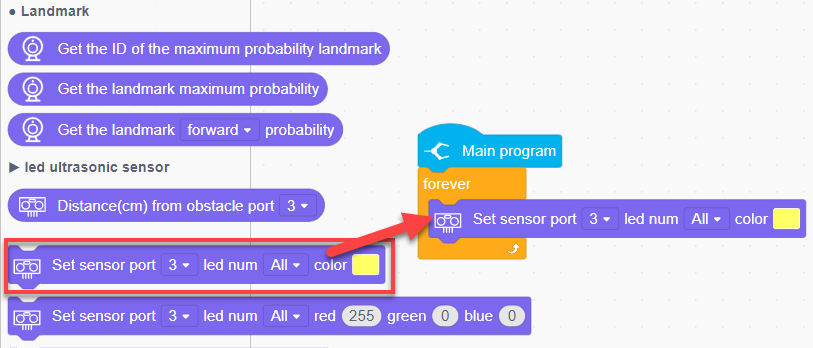 ● Landmark
Get the ID of the maximum probability landmark
Get the landmark maximum probability
Get the landmark forward probability
▶ led ultrasonic sensor
Distance(cm) from obstacle port 3
Set sensor port 3 led num All color
Set sensor port 3 led num All red 255 green 0 blue 0
Main program
forever
Set sensor port 3 led num All color